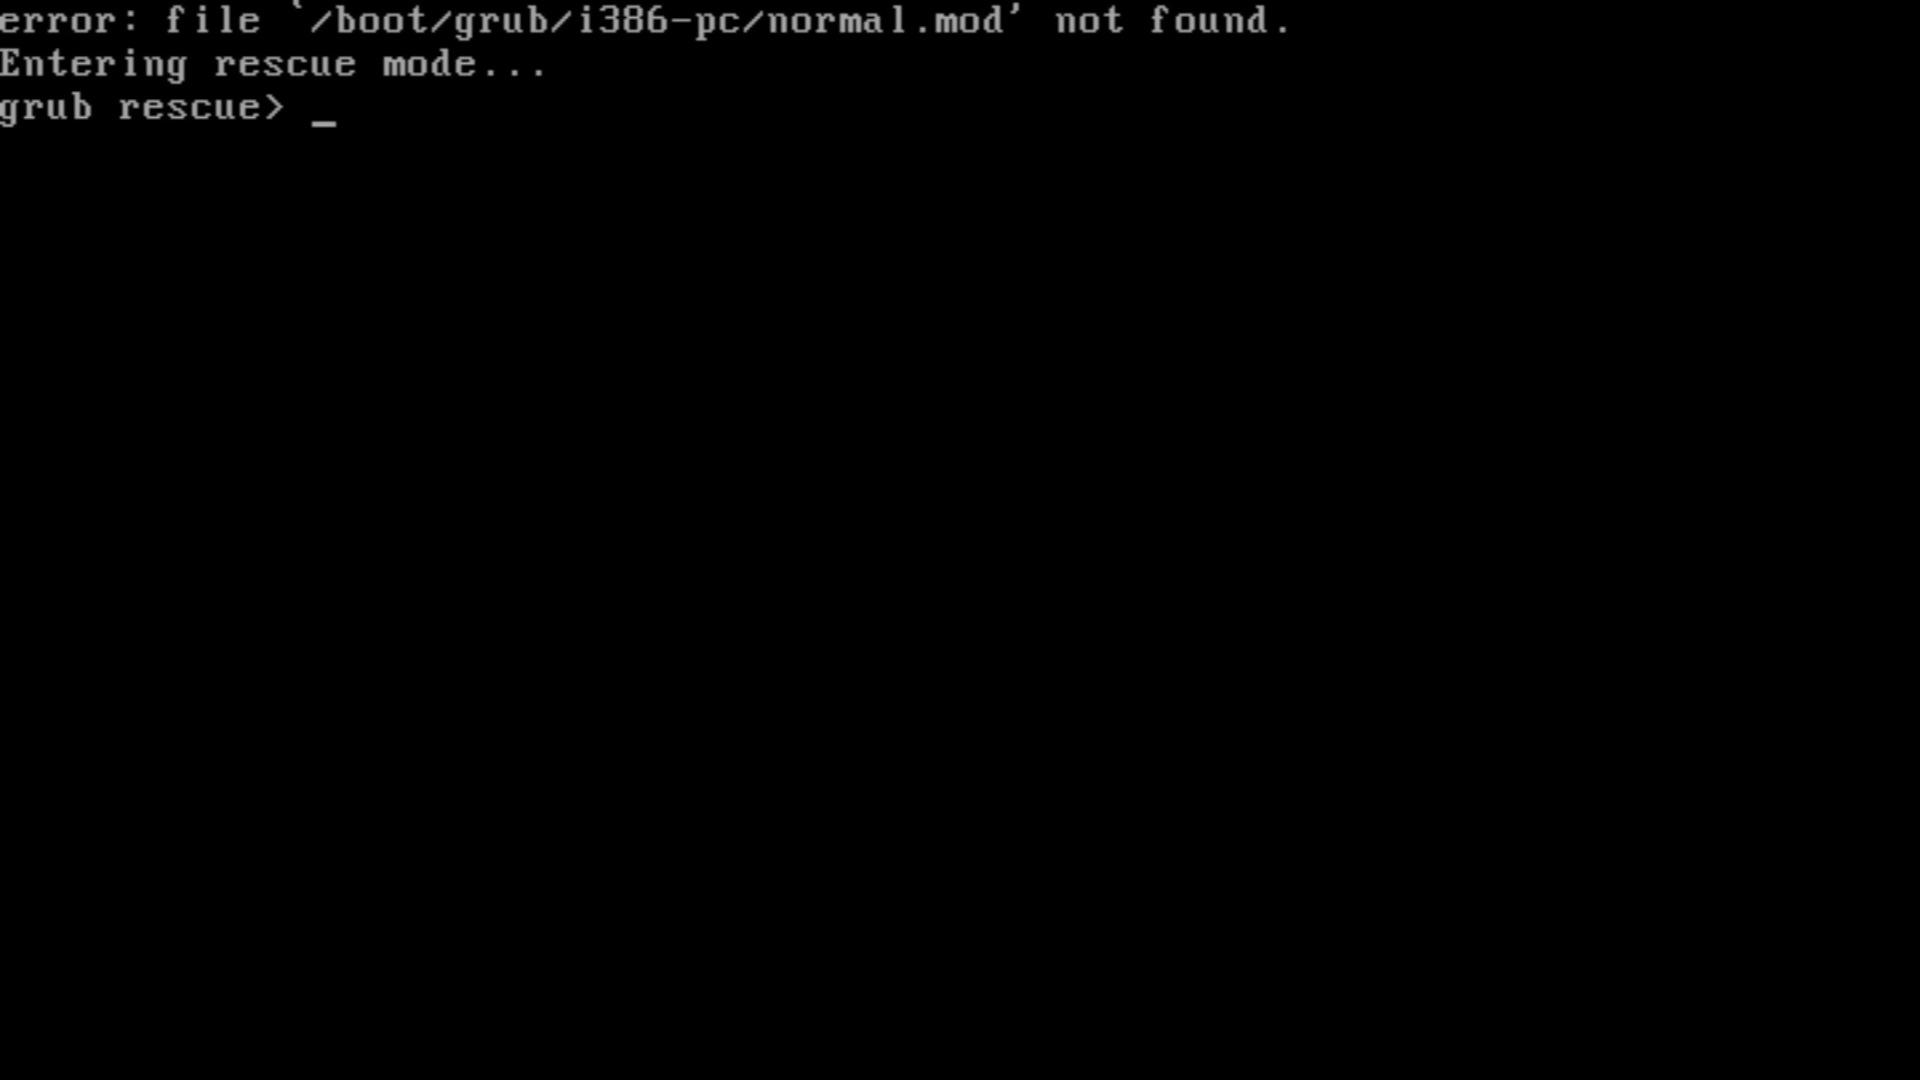 error: file `/boot/grub/i386-pc/normal.mod' not found.
Entering rescue mode...
grub rescue> _